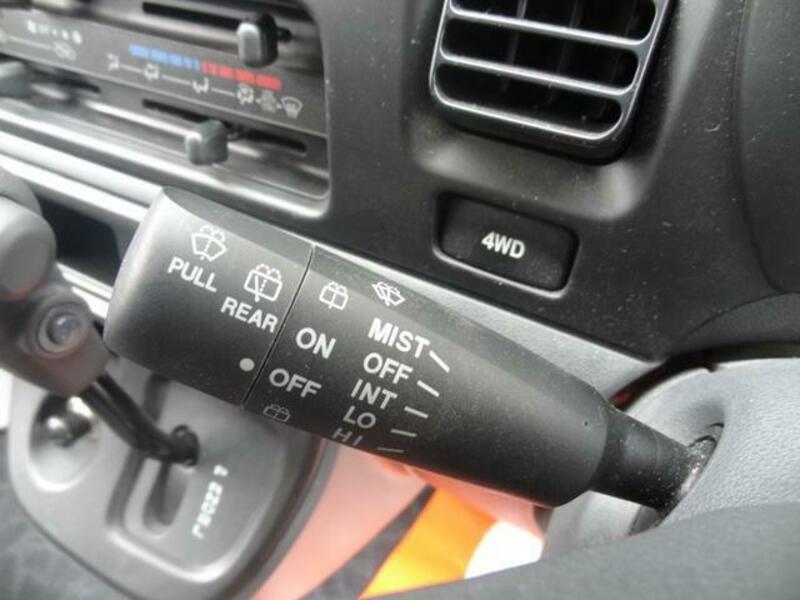 4WD
PULL
REAR
ON
OFF
MIST
OFF
INT
LO
HI